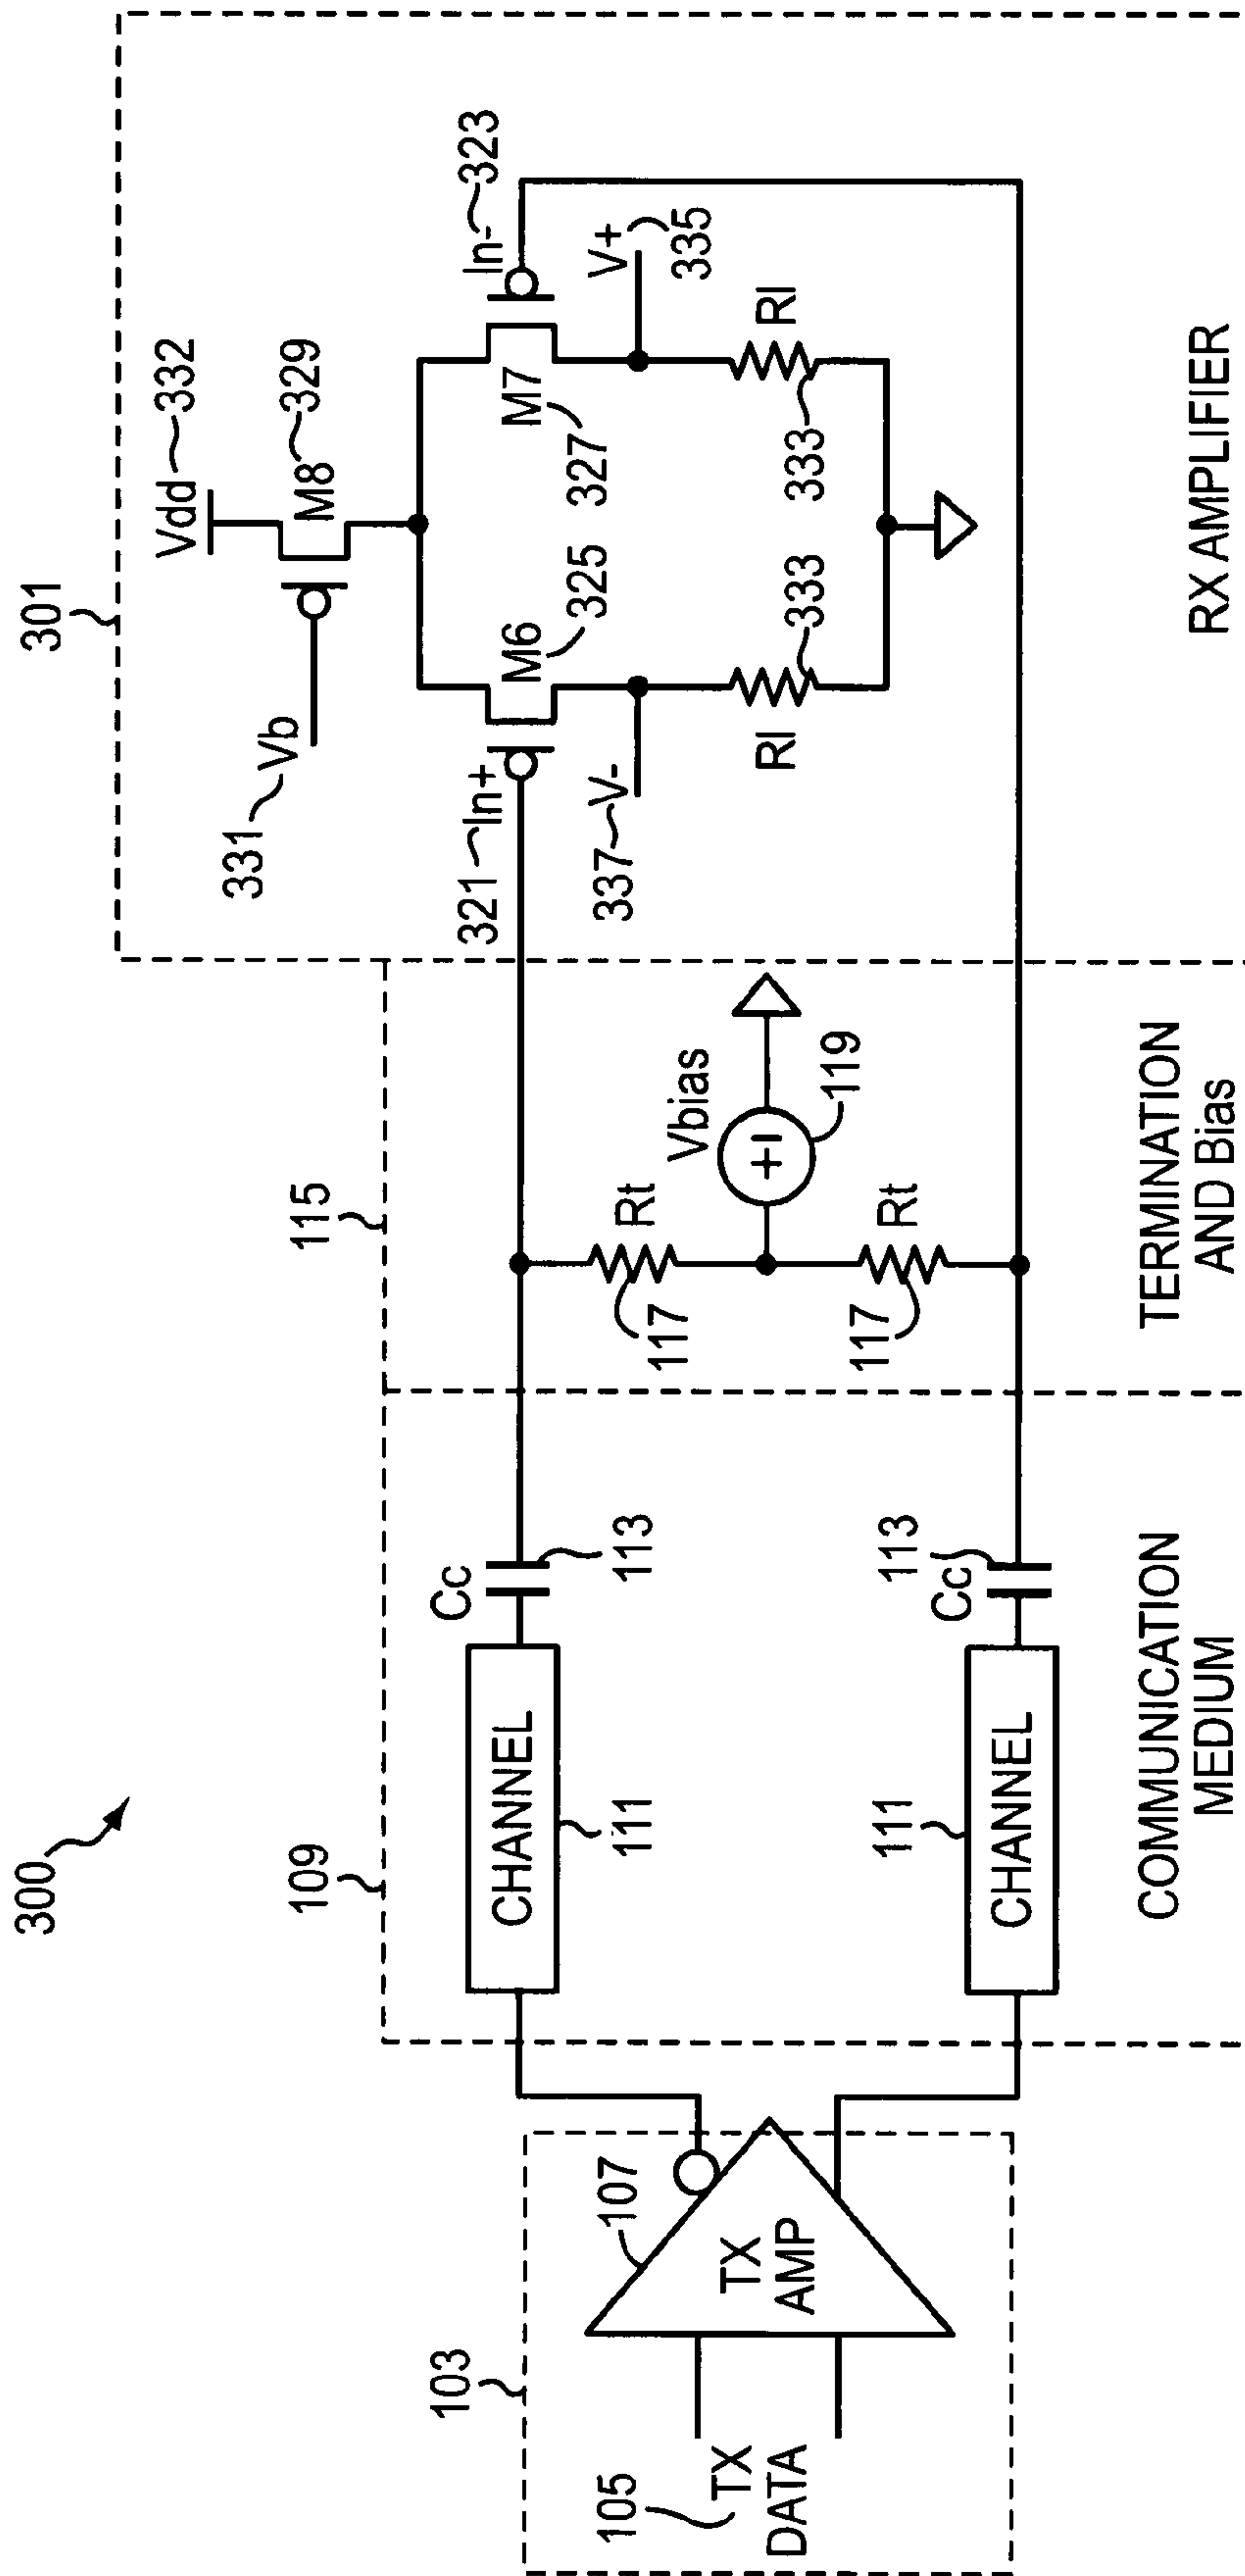 300
103
105
TX
DATA
107
TX
AMP
109
CHANNEL
111
Cc
113
CHANNEL
111
Cc
113
COMMUNICATION
MEDIUM
115
Rt
117
Vbias
119
Rt
117
TERMINATION
AND Bias
301
331
Vb
Vdd
332
M8
329
321
In+
M6
325
In-
323
M7
327
337
V-
V+
335
Rl
333
333
Rl
RX AMPLIFIER